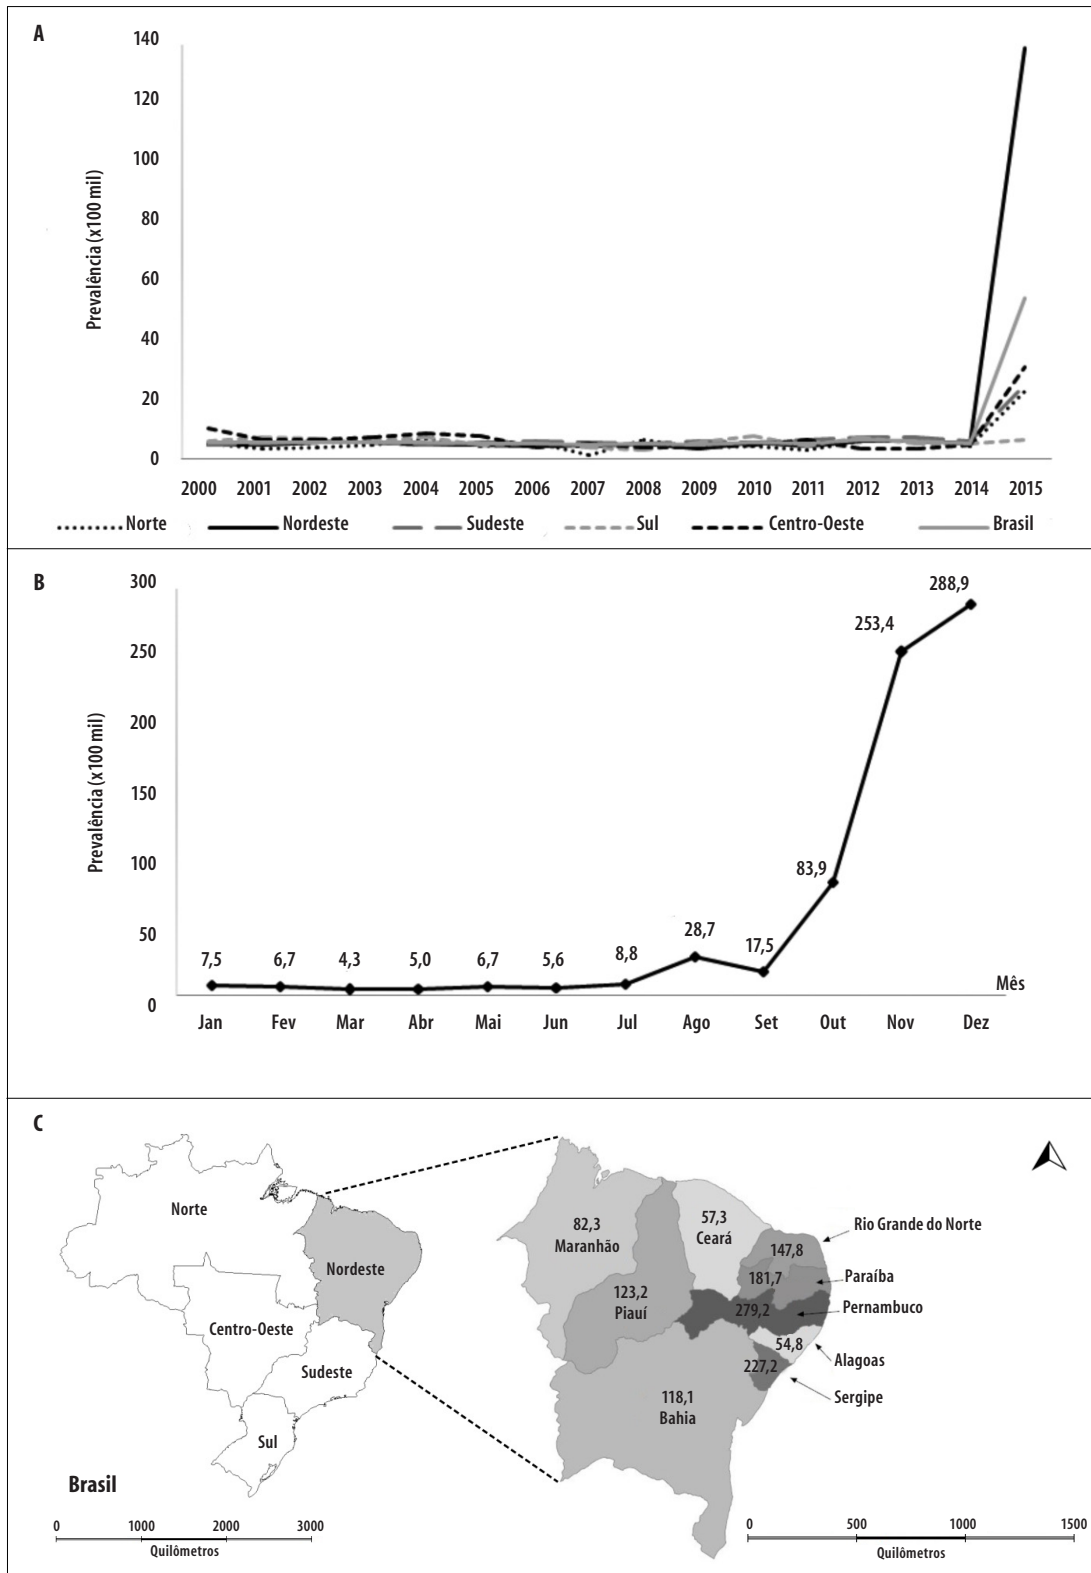 A
140
120
100
80
60
40
20
0
Prevalência (x100 mil)
2000 2001 2002 2003 2004 2005 2006 2007 2008 2009 2010 2011 2012 2013 2014 2015
Norte Nordeste Sudeste Sul Centro-Oeste Brasil
B
300
250
200
150
100
50
0
Prevalência (x100 mil)
7,5 6,7 4,3 5,0 6,7 5,6 8,8 28,7 17,5 83,9 253,4 288,9
Mês
Jan Fev Mar Abr Mai Jun Jul Ago Set Out Nov Dez
C
Norte
Nordeste
Centro-Oeste
Sudeste
Sul
Brasil
0 1000 2000 3000
Quilômetros
82,3
Maranhão
57,3
Ceará
123,2
Piauí
147,8
Rio Grande do Norte
181,7
Paraíba
279,2
Pernambuco
54,8
Alagoas
227,2
Sergipe
118,1
Bahia
0 500 1000 1500
Quilômetros